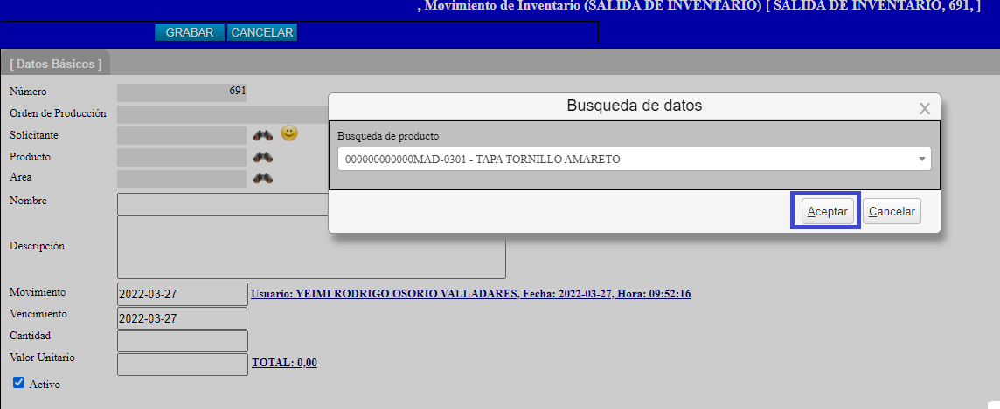 , Movimiento de Inventario (SALIDA DE INVENTARIO) [ SALIDA DE INVENTARIO, 691, ]
GRABAR CANCELAR
[ Datos Básicos ]
Número 691
Orden de Producción
Solicitante
Producto
Area
Nombre
Descripción
Busqueda de datos X
Busqueda de producto
000000000000MAD-0301 - TAPA TORNILLO AMARETO
Aceptar Cancelar
Movimiento 2022-03-27 Usuario: YEIMI RODRIGO OSORIO VALLADARES, Fecha: 2022-03-27, Hora: 09:52:16
Vencimiento 2022-03-27
Cantidad
Valor Unitario TOTAL: 0,00
Activo